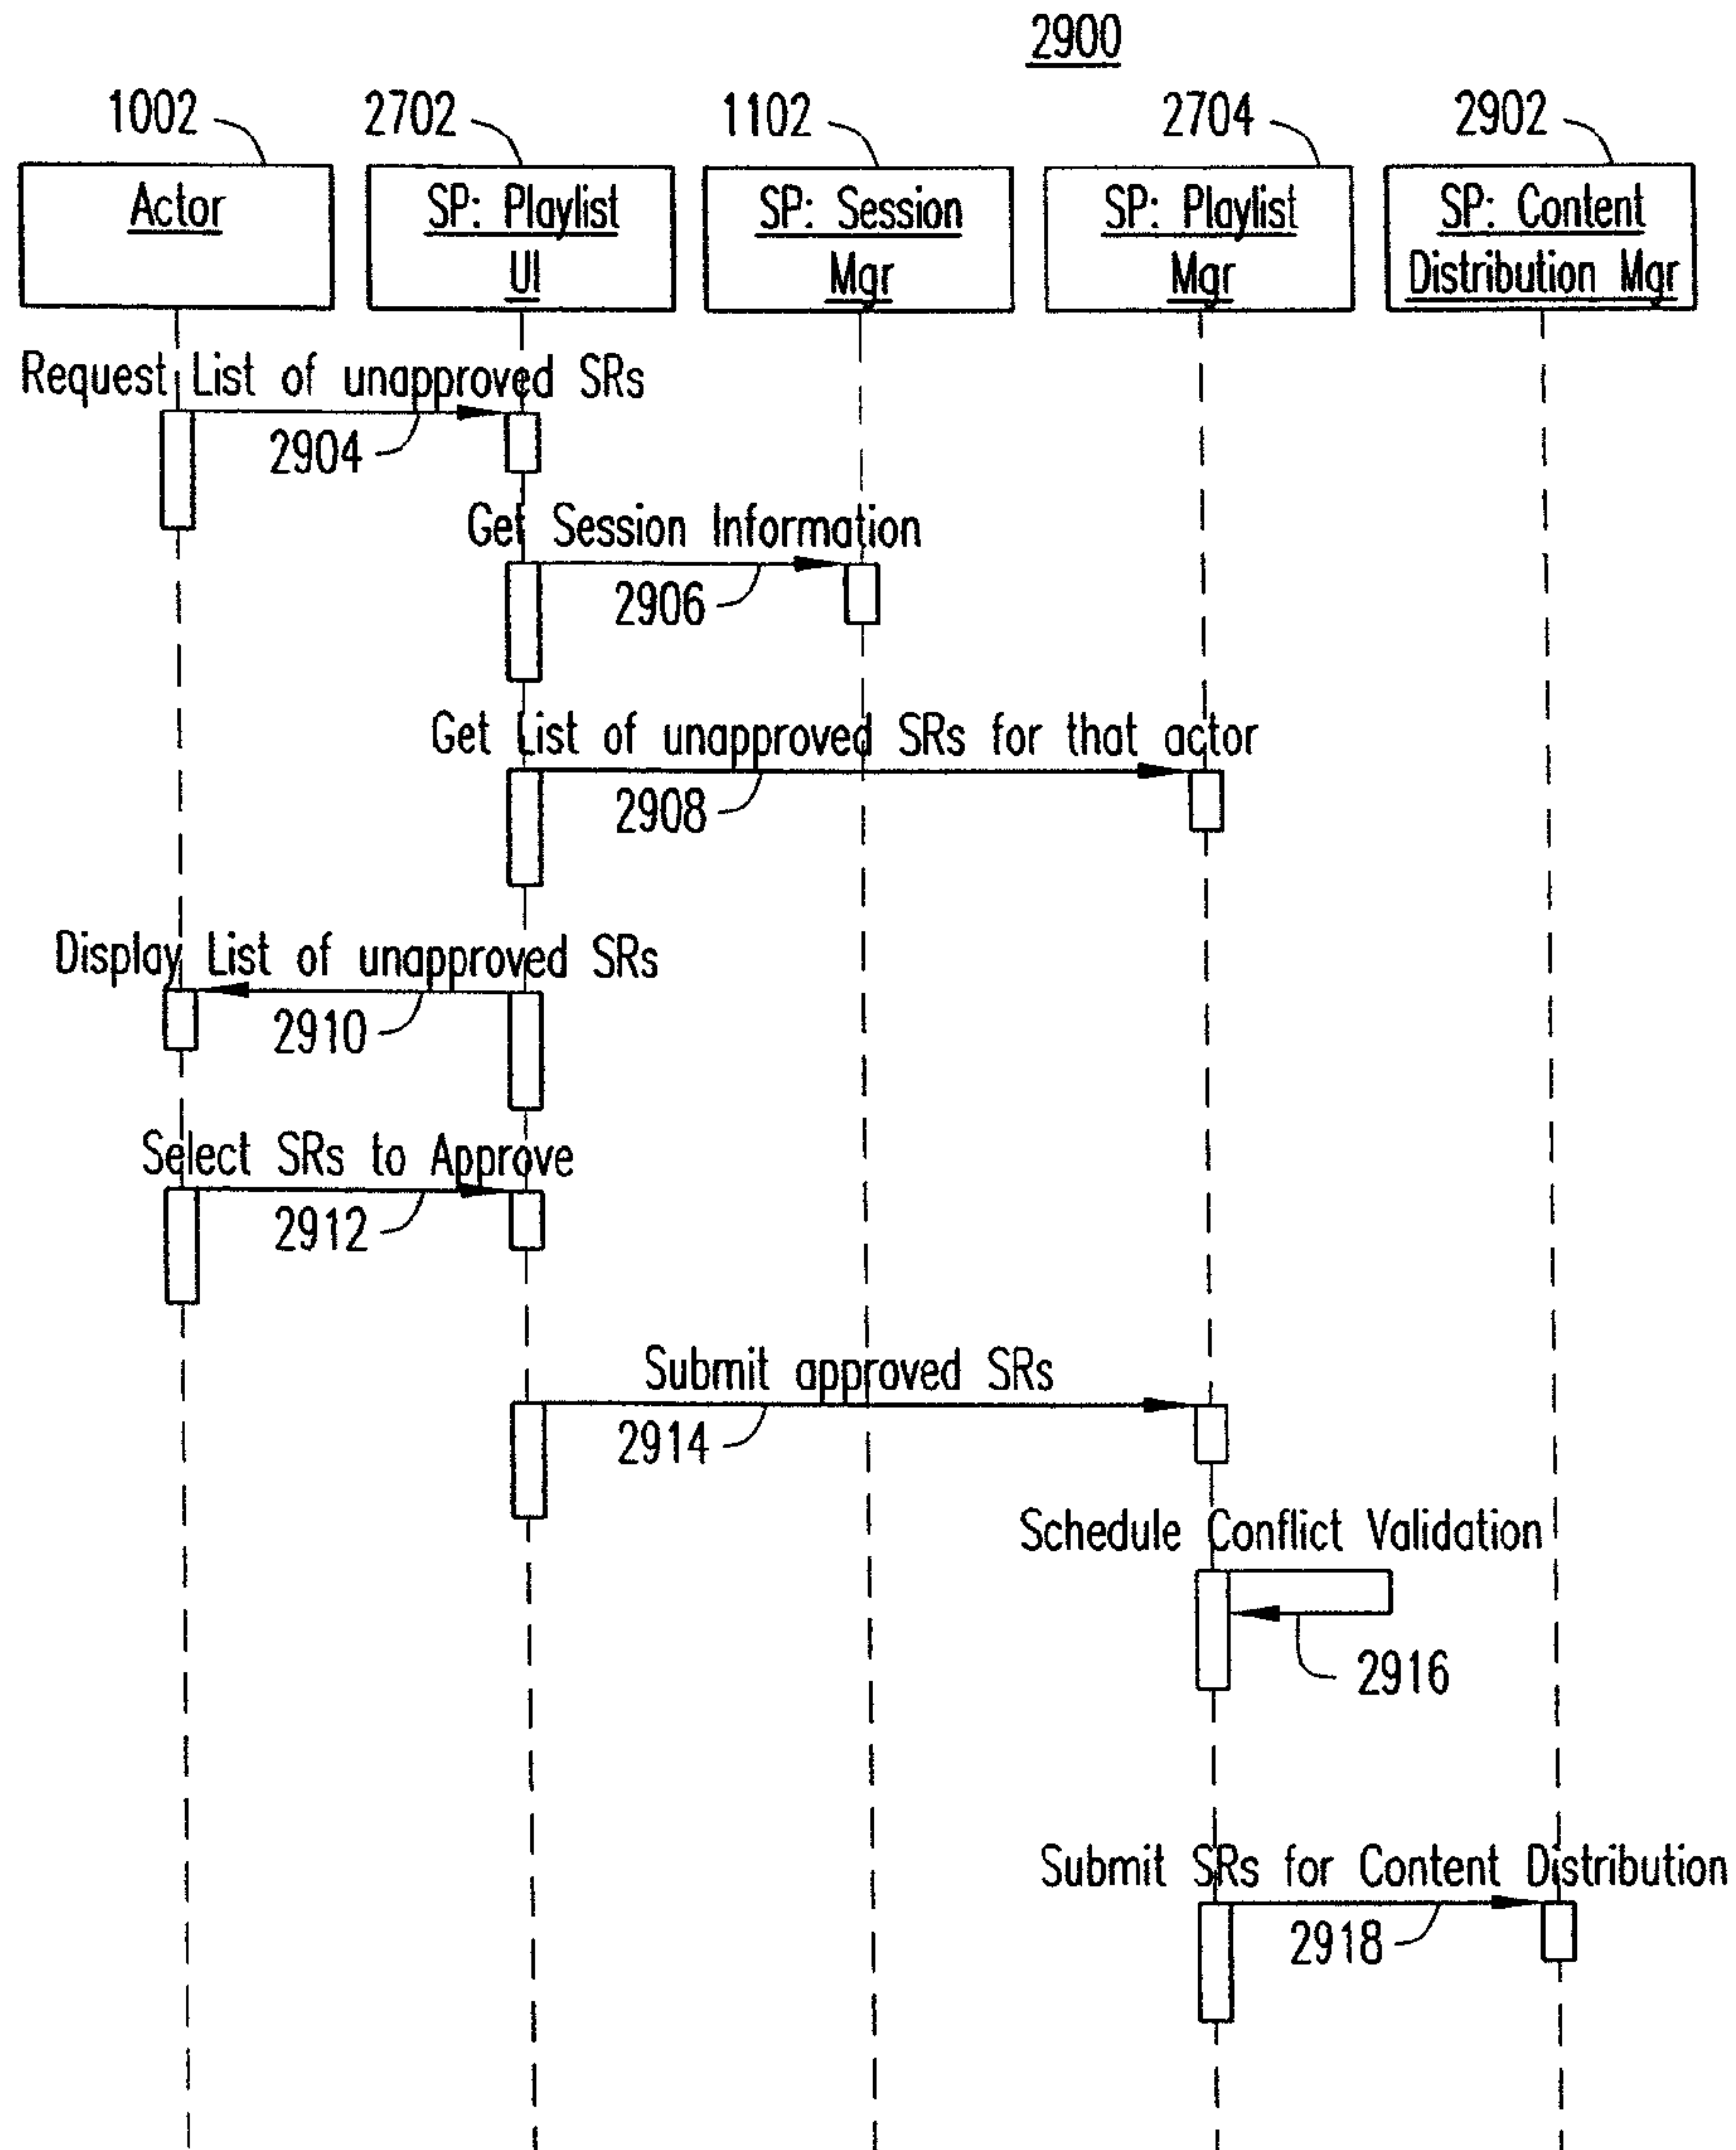 2900
1002
2702
1102
2704
2902
Actor
SP: Playlist
UI
SP: Session
Mgr
SP: Playlist
Mgr
SP: Content
Distribution Mgr
Request List of unapproved SRs
2904
Get Session Information
2906
Get List of unapproved SRs for that actor
2908
Display List of unapproved SRs
2910
Select SRs to Approve
2912
Submit approved SRs
2914
Schedule Conflict Validation
2916
Submit SRs for Content Distribution
2918